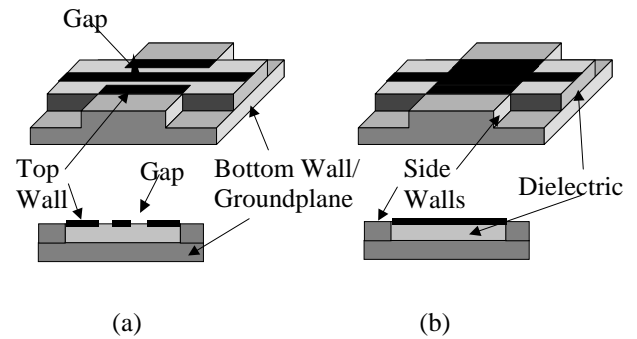 Gap
Top
Wall
Gap
Bottom Wall/
Groundplane
Side
Walls
Dielectric
(a)
(b)